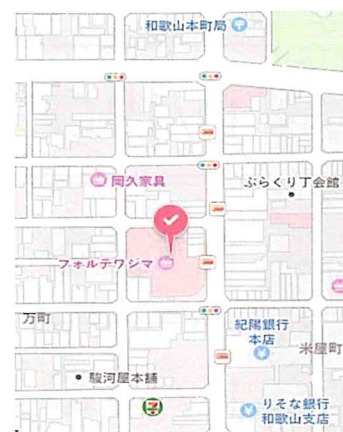 和歌山本町局
岡久家具
ぶらくり丁会館
フォルテワジマ
万町
紀陽銀行
本店
米屋町
駿河屋本舗
りそな銀行
和歌山支店